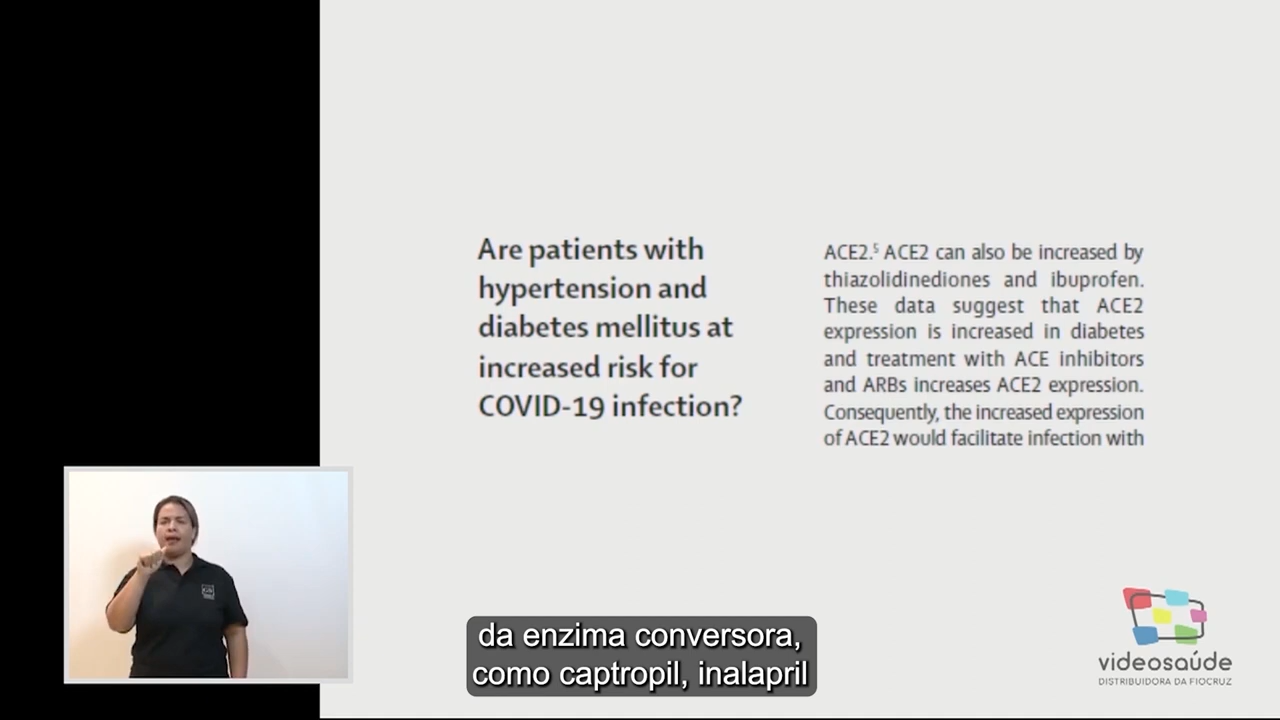 Are patients with
hypertension and
diabetes mellitus at
increased risk for
COVID-19 infection?
ACE2.⁵ ACE2 can also be increased by
thiazolidinediones and ibuprofen.
These data suggest that ACE2
expression is increased in diabetes
and treatment with ACE inhibitors
and ARBs increases ACE2 expression.
Consequently, the increased expression
of ACE2 would facilitate infection with
da enzima conversora,
como captropil, inalapril
videosaúde
DISTRIBUIDORA DA FIOCRUZ